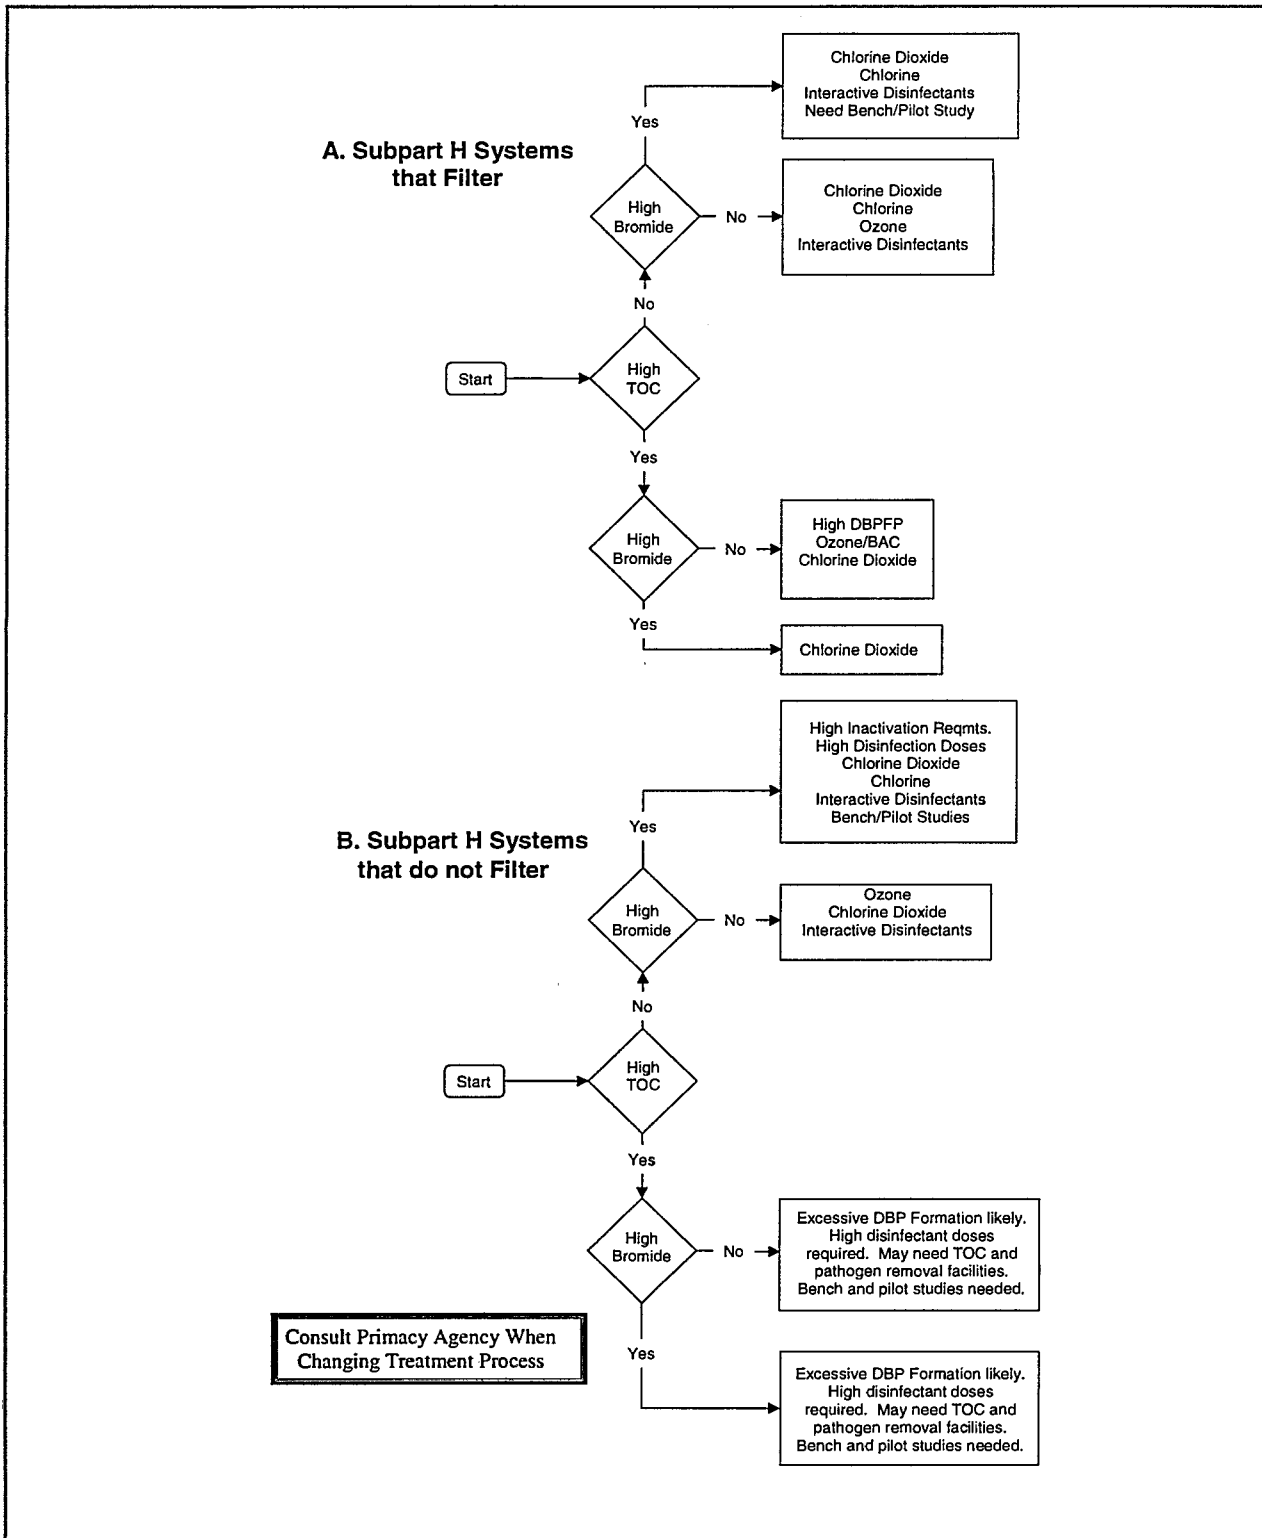 Chlorine Dioxide
Chlorine
Interactive Disinfectants
Need Bench/Pilot Study
Yes
A. Subpart H Systems
that Filter
High
Bromide
No
Chlorine Dioxide
Chlorine
Ozone
Interactive Disinfectants
No
Start
High
TOC
Yes
High
Bromide
No
High DBPFP
Ozone/BAC
Chlorine Dioxide
Yes
Chlorine Dioxide
High Inactivation Reqmts.
High Disinfection Doses
Chlorine Dioxide
Chlorine
Interactive Disinfectants
Bench/Pilot Studies
Yes
B. Subpart H Systems
that do not Filter
High
Bromide
No
Ozone
Chlorine Dioxide
Interactive Disinfectants
No
Start
High
TOC
Yes
High
Bromide
No
Excessive DBP Formation likely.
High disinfectant doses
required. May need TOC and
pathogen removal facilities.
Bench and pilot studies needed.
Consult Primacy Agency When
Changing Treatment Process
Yes
Excessive DBP Formation likely.
High disinfectant doses
required. May need TOC and
pathogen removal facilities.
Bench and pilot studies needed.